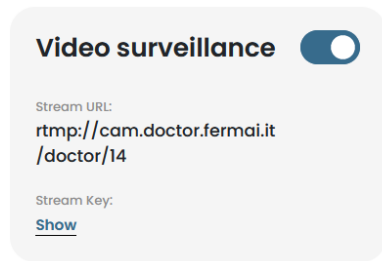 Video surveillance
Stream URL:
rtmp://cam.doctor.fermai.it
/doctor/14
Stream Key:
Show